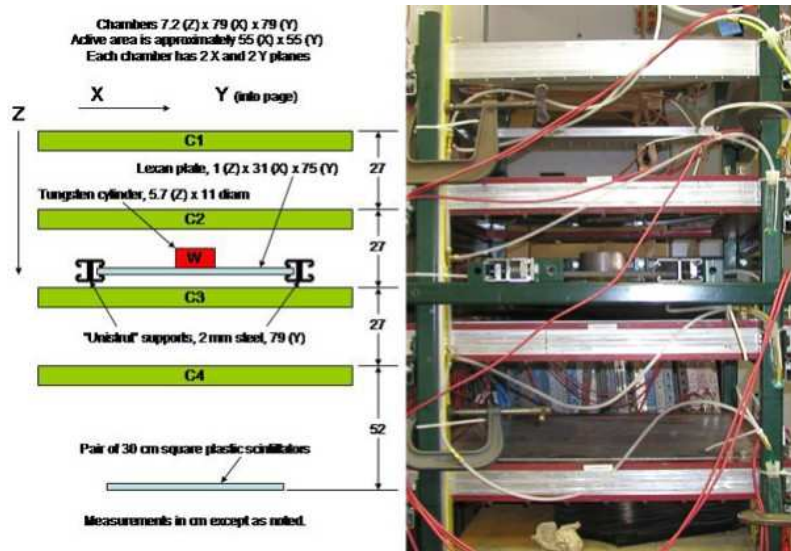 Chambers 7.2 (Z) x 79 (X) x 79 (Y)
Active area is approximately 55 (X) x 55 (Y)
Each chamber has 2 X and 2 Y planes
X
Y (into page)
Z
C1
Lexan plate, 1 (Z) x 31 (X) x 75 (Y)
27
Tungsten cylinder, 5.7 (Z) x 11 diam
C2
W
27
C3
"Unistrut" supports, 2 mm steel, 79 (Y)
27
C4
52
Pair of 30 cm square plastic scintillators
Measurements in cm except as noted.